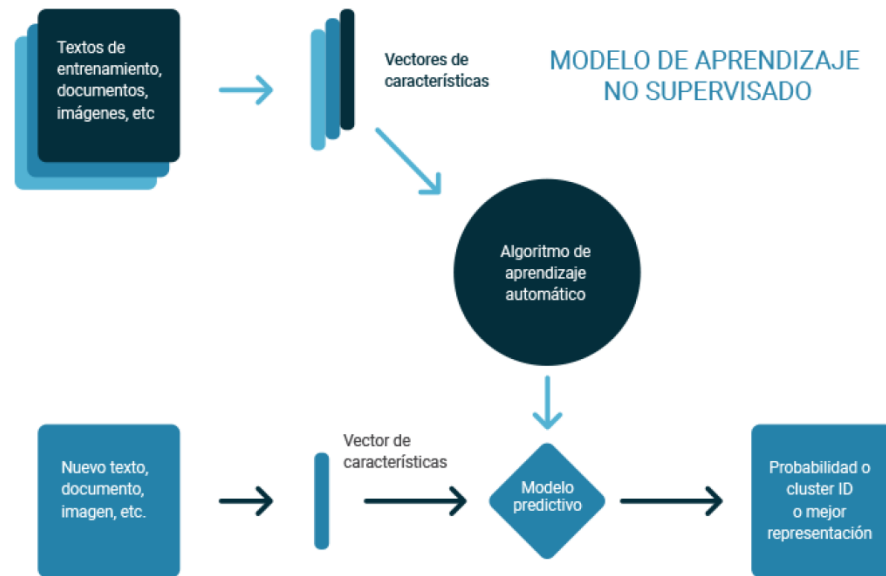 Textos de
entrenamiento,
documentos,
imágenes, etc
Vectores de
características
MODELO DE APRENDIZAJE
NO SUPERVISADO
Algoritmo de
aprendizaje
automático
Nuevo texto,
documento,
imagen, etc.
Vector de
características
Modelo
predictivo
Probabilidad o
cluster ID
o mejor
representación